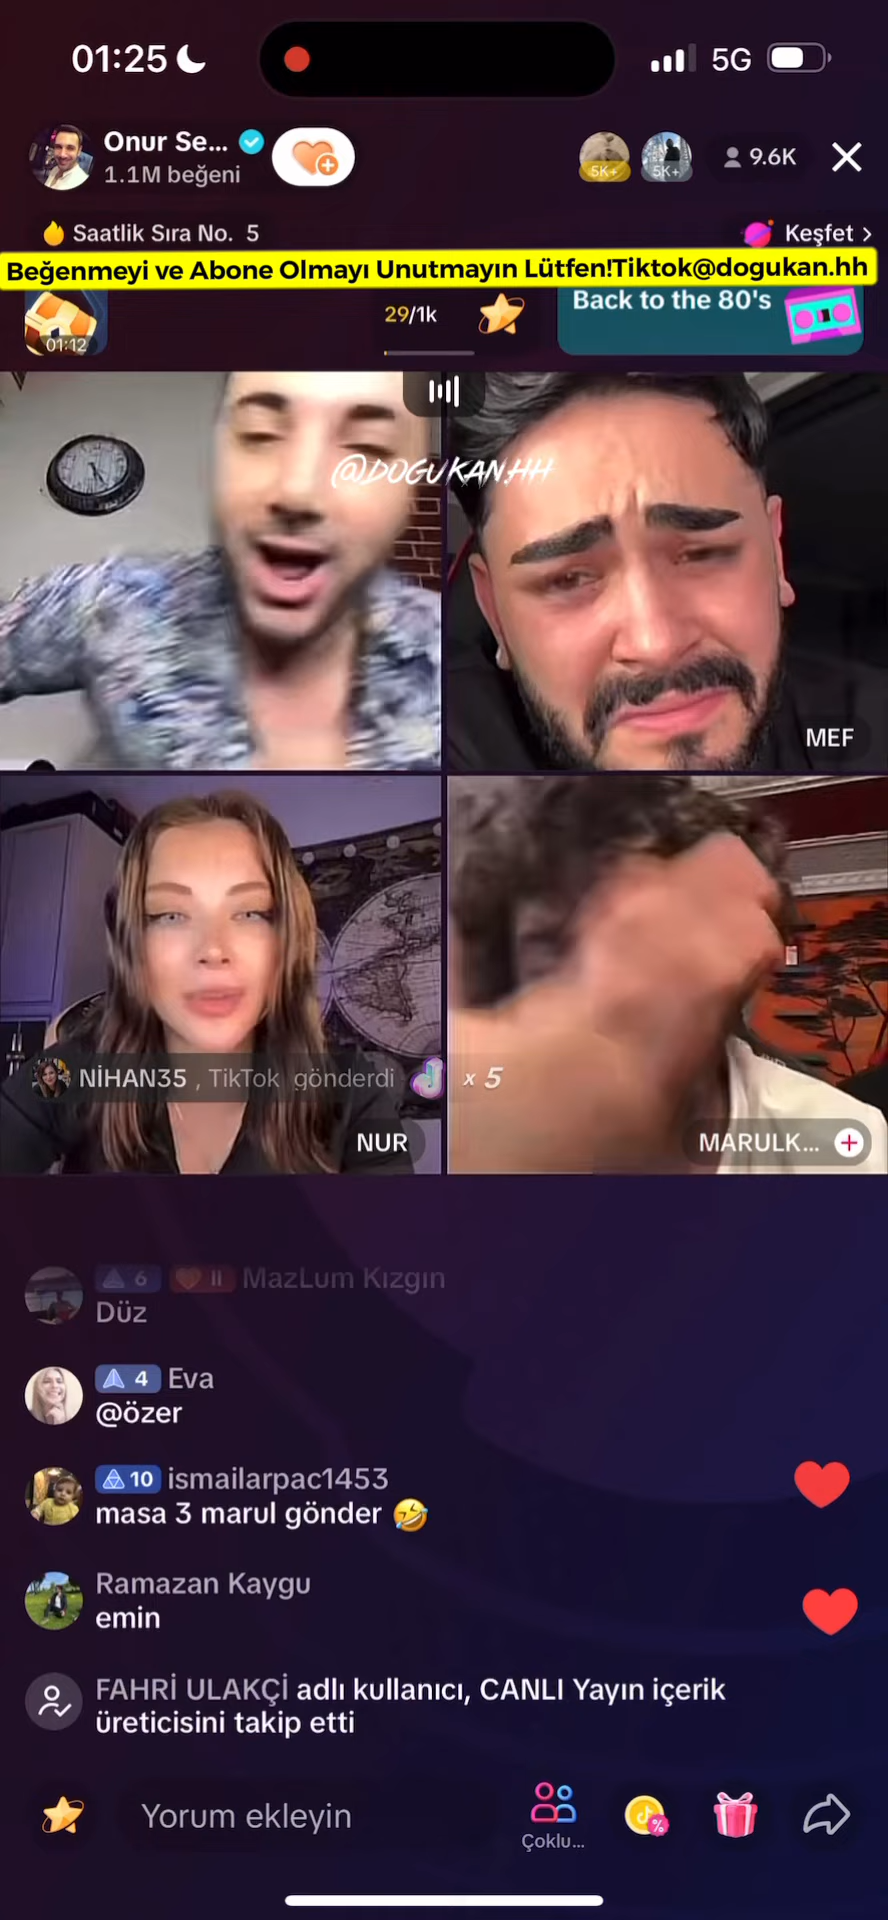 01:25
5G
Onur Se...
1.1M beğeni
5K+
5K+
9.6K
Saatlik Sıra No. 5
Keşfet >
Beğenmeyi ve Abone Olmayı Unutmayın Lütfen!Tiktok@dogukan.hh
01:12
29/1k
Back to the 80's
@DOGUKAN.HH
MEF
NİHAN35 , TikTok gönderdi x 5
NUR
MARULK...
6 II MazLum Kızgın
Düz
4 Eva
@özer
10 ismailarpac1453
masa 3 marul gönder 🤣
Ramazan Kaygu
emin
FAHRİ ULAKÇİ adlı kullanıcı, CANLI Yayın içerik
üreticisini takip etti
Yorum ekleyin
Çoklu...